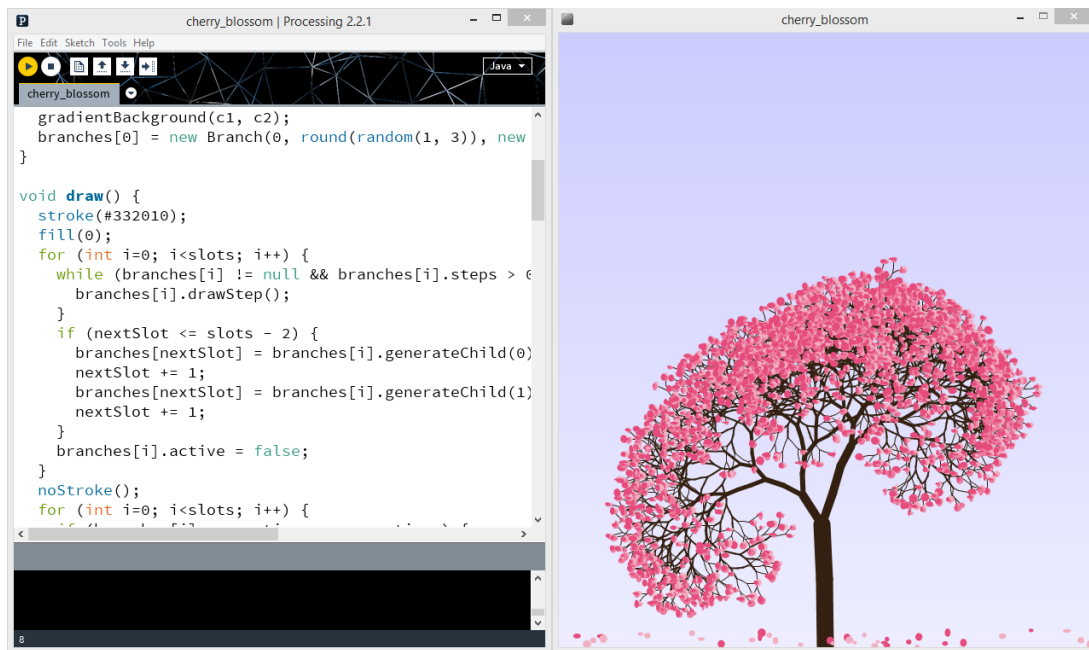 cherry_blossom | Processing 2.2.1
File Edit Sketch Tools Help
Java
cherry_blossom
gradientBackground(c1, c2);
branches[0] = new Branch(0, round(random(1, 3)), new
}
void draw() {
stroke(#332010);
fill(0);
for (int i=0; i<slots; i++) {
while (branches[i] != null && branches[i].steps > 0
branches[i].drawStep();
}
if (nextSlot <= slots - 2) {
branches[nextSlot] = branches[i].generateChild(0)
nextSlot += 1;
branches[nextSlot] = branches[i].generateChild(1)
nextSlot += 1;
}
branches[i].active = false;
}
noStroke();
for (int i=0; i<slots; i++) {
8
cherry_blossom